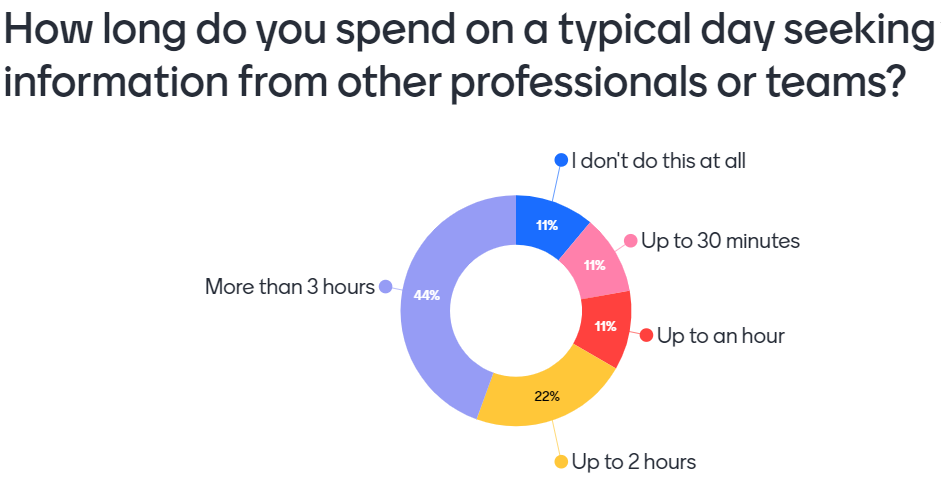 How long do you spend on a typical day seeking
information from other professionals or teams?
I don't do this at all
11%
Up to 30 minutes
11%
More than 3 hours
44%
11%
Up to an hour
22%
Up to 2 hours